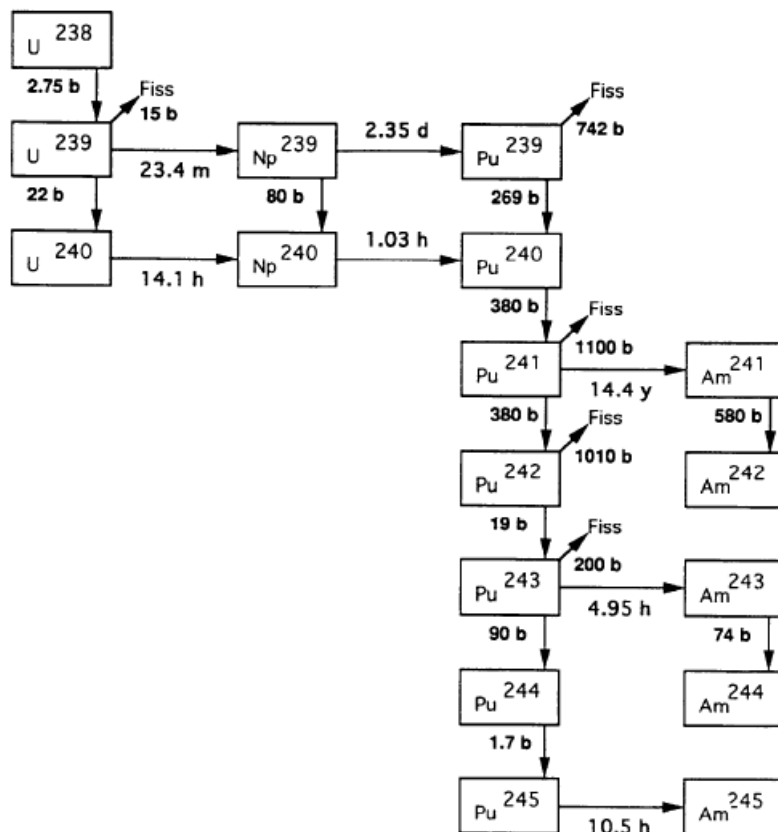 U 238
2.75 b
Fiss
15 b
U 239
23.4 m
Np 239
2.35 d
Pu 239
Fiss
742 b
22 b
80 b
269 b
U 240
14.1 h
Np 240
1.03 h
Pu 240
380 b
Fiss
1100 b
Pu 241
14.4 y
Am 241
380 b
Fiss
1010 b
580 b
Pu 242
Am 242
19 b
Fiss
200 b
Pu 243
4.95 h
Am 243
90 b
74 b
Pu 244
Am 244
1.7 b
Pu 245
10.5 h
Am 245